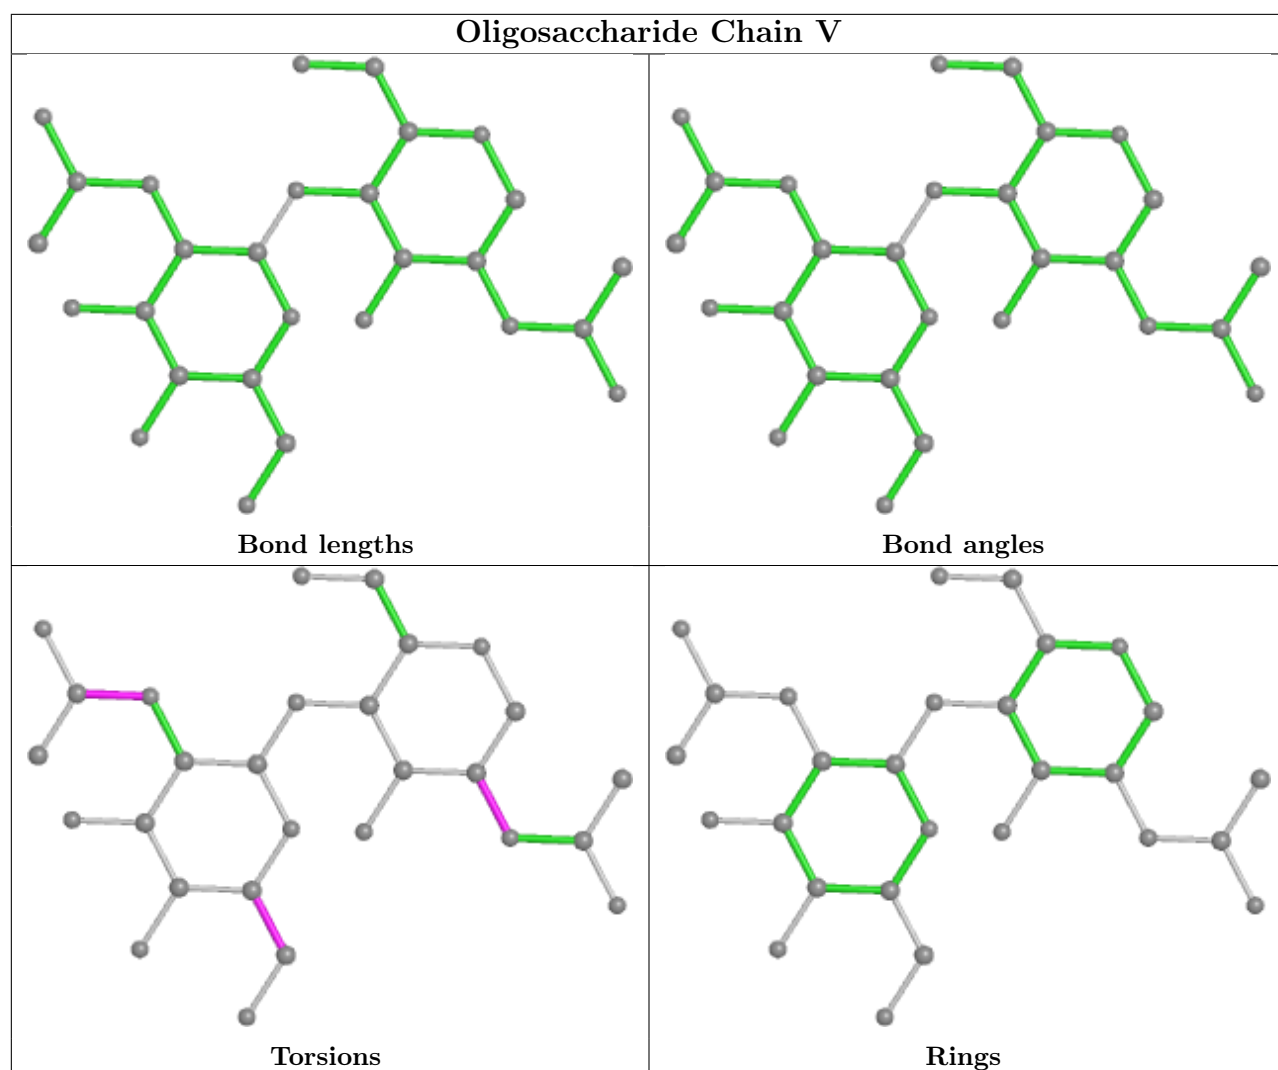 Oligosaccharide Chain V
Bond lengths
Bond angles
Torsions
Rings